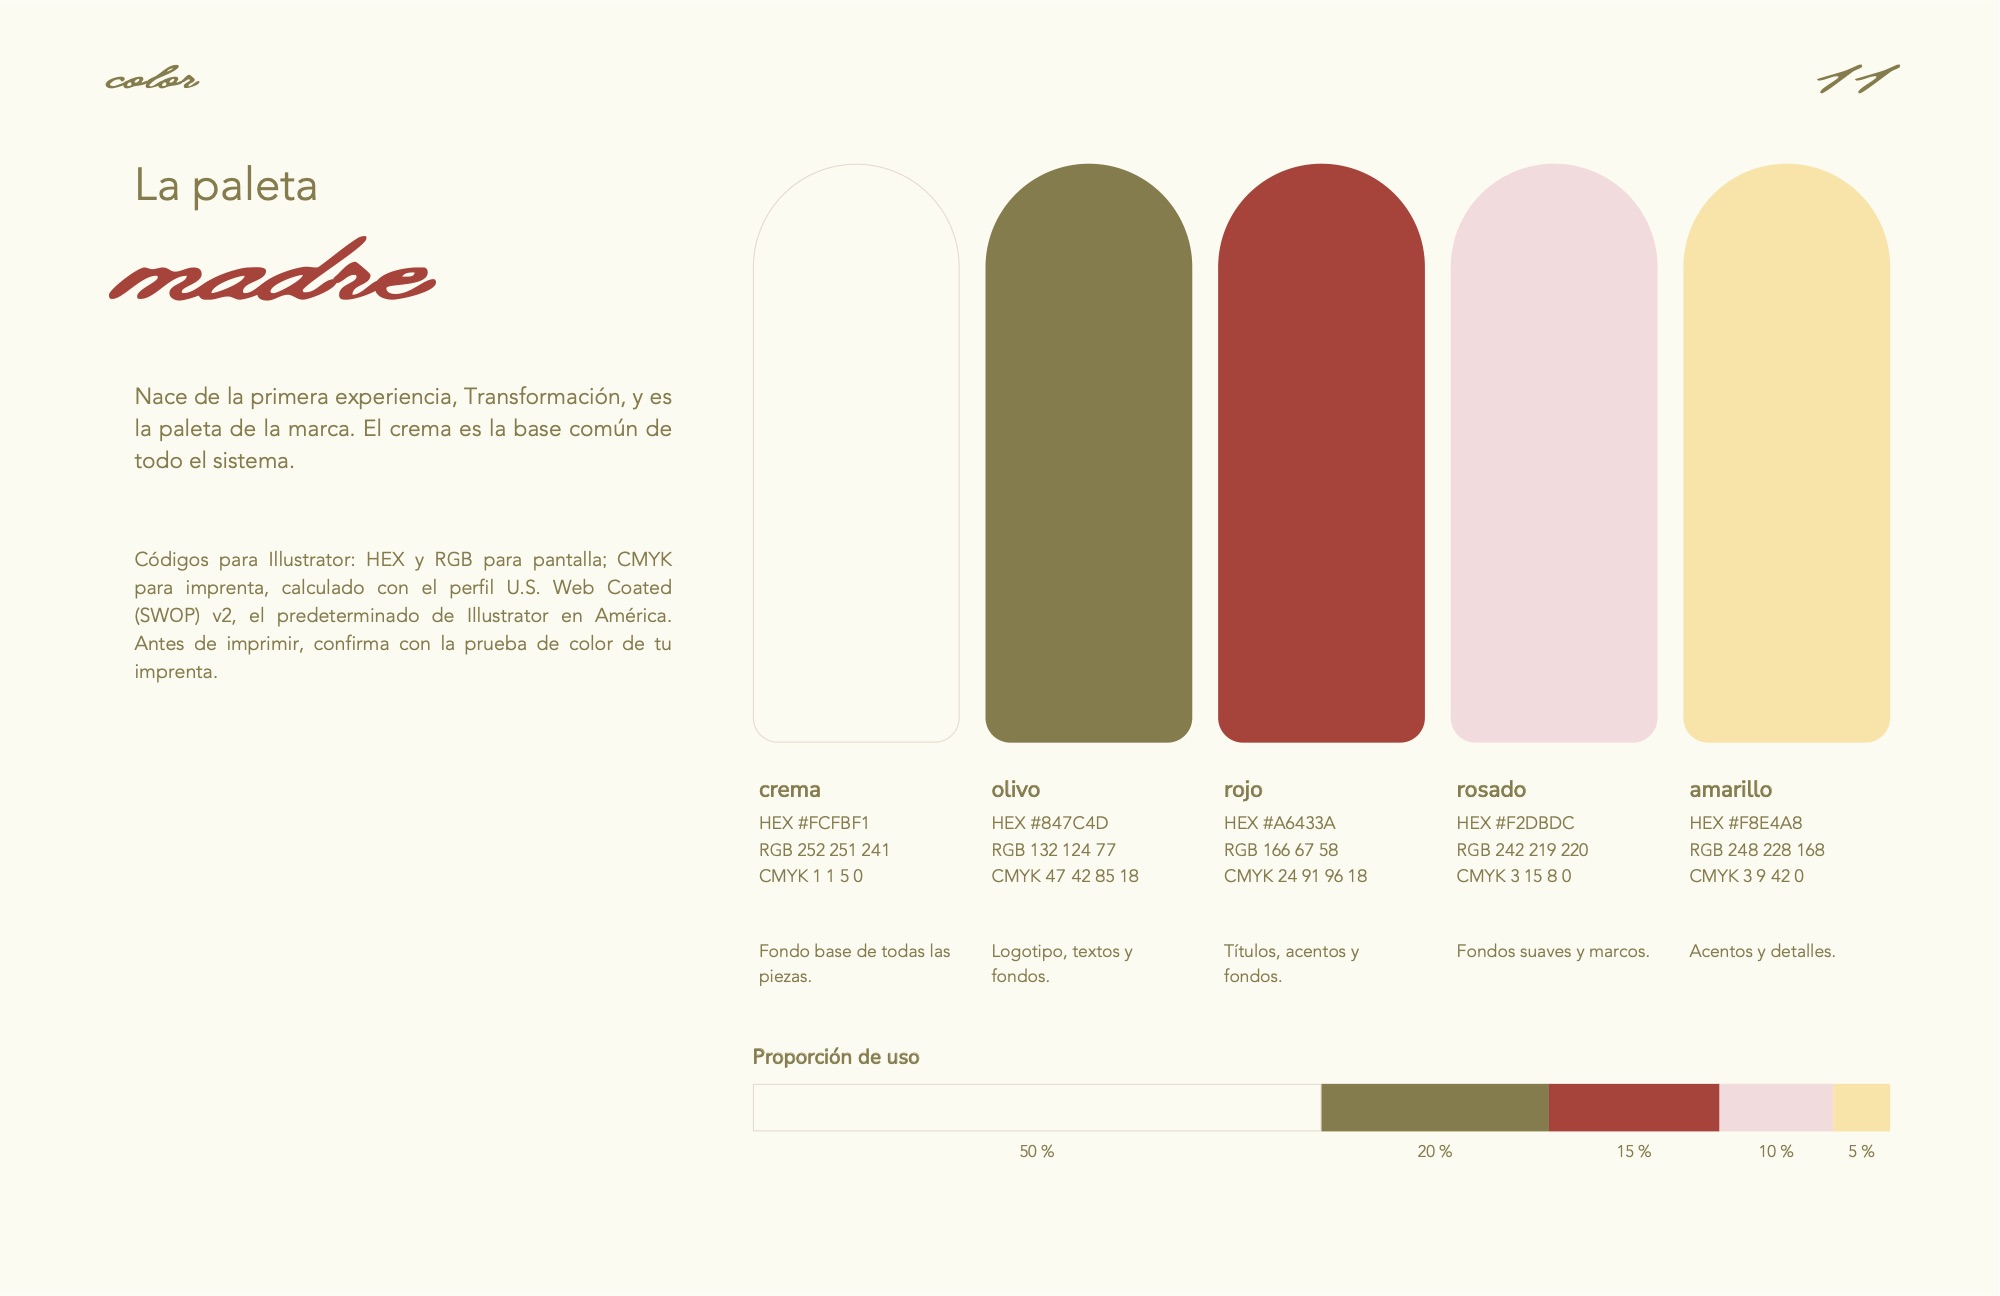 color
11
La paleta
madre
Nace de la primera experiencia, Transformación, y es
la paleta de la marca. El crema es la base común de
todo el sistema.
Códigos para Illustrator: HEX y RGB para pantalla; CMYK
para imprenta, calculado con el perfil U.S. Web Coated
(SWOP) v2, el predeterminado de Illustrator en América.
Antes de imprimir, confirma con la prueba de color de tu
imprenta.
crema
HEX #FCFBF1
RGB 252 251 241
CMYK 1 1 5 0
Fondo base de todas las
piezas.
olivo
HEX #847C4D
RGB 132 124 77
CMYK 47 42 85 18
Logotipo, textos y
fondos.
rojo
HEX #A6433A
RGB 166 67 58
CMYK 24 91 96 18
Títulos, acentos y
fondos.
rosado
HEX #F2DBDC
RGB 242 219 220
CMYK 3 15 8 0
Fondos suaves y marcos.
amarillo
HEX #F8E4A8
RGB 248 228 168
CMYK 3 9 42 0
Acentos y detalles.
Proporción de uso
50 %
20 %
15 %
10 %
5 %